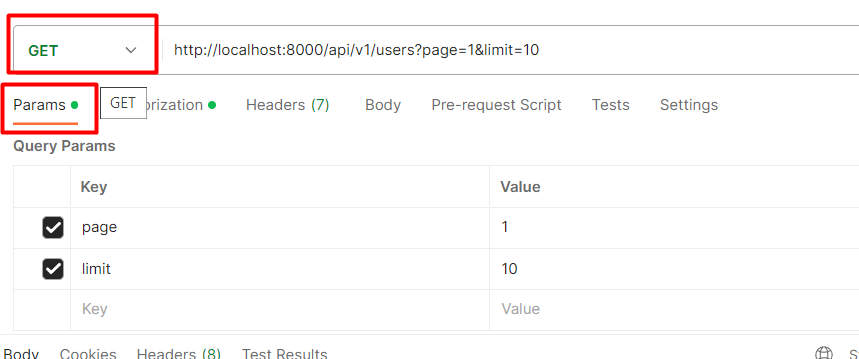 GET http://localhost:8000/api/v1/users?page=1&limit=10
Params GET orization Headers (7) Body Pre-request Script Tests Settings
Query Params
Key Value
page 1
limit 10
Key Value
Body Cookies Headers (8) Test Results